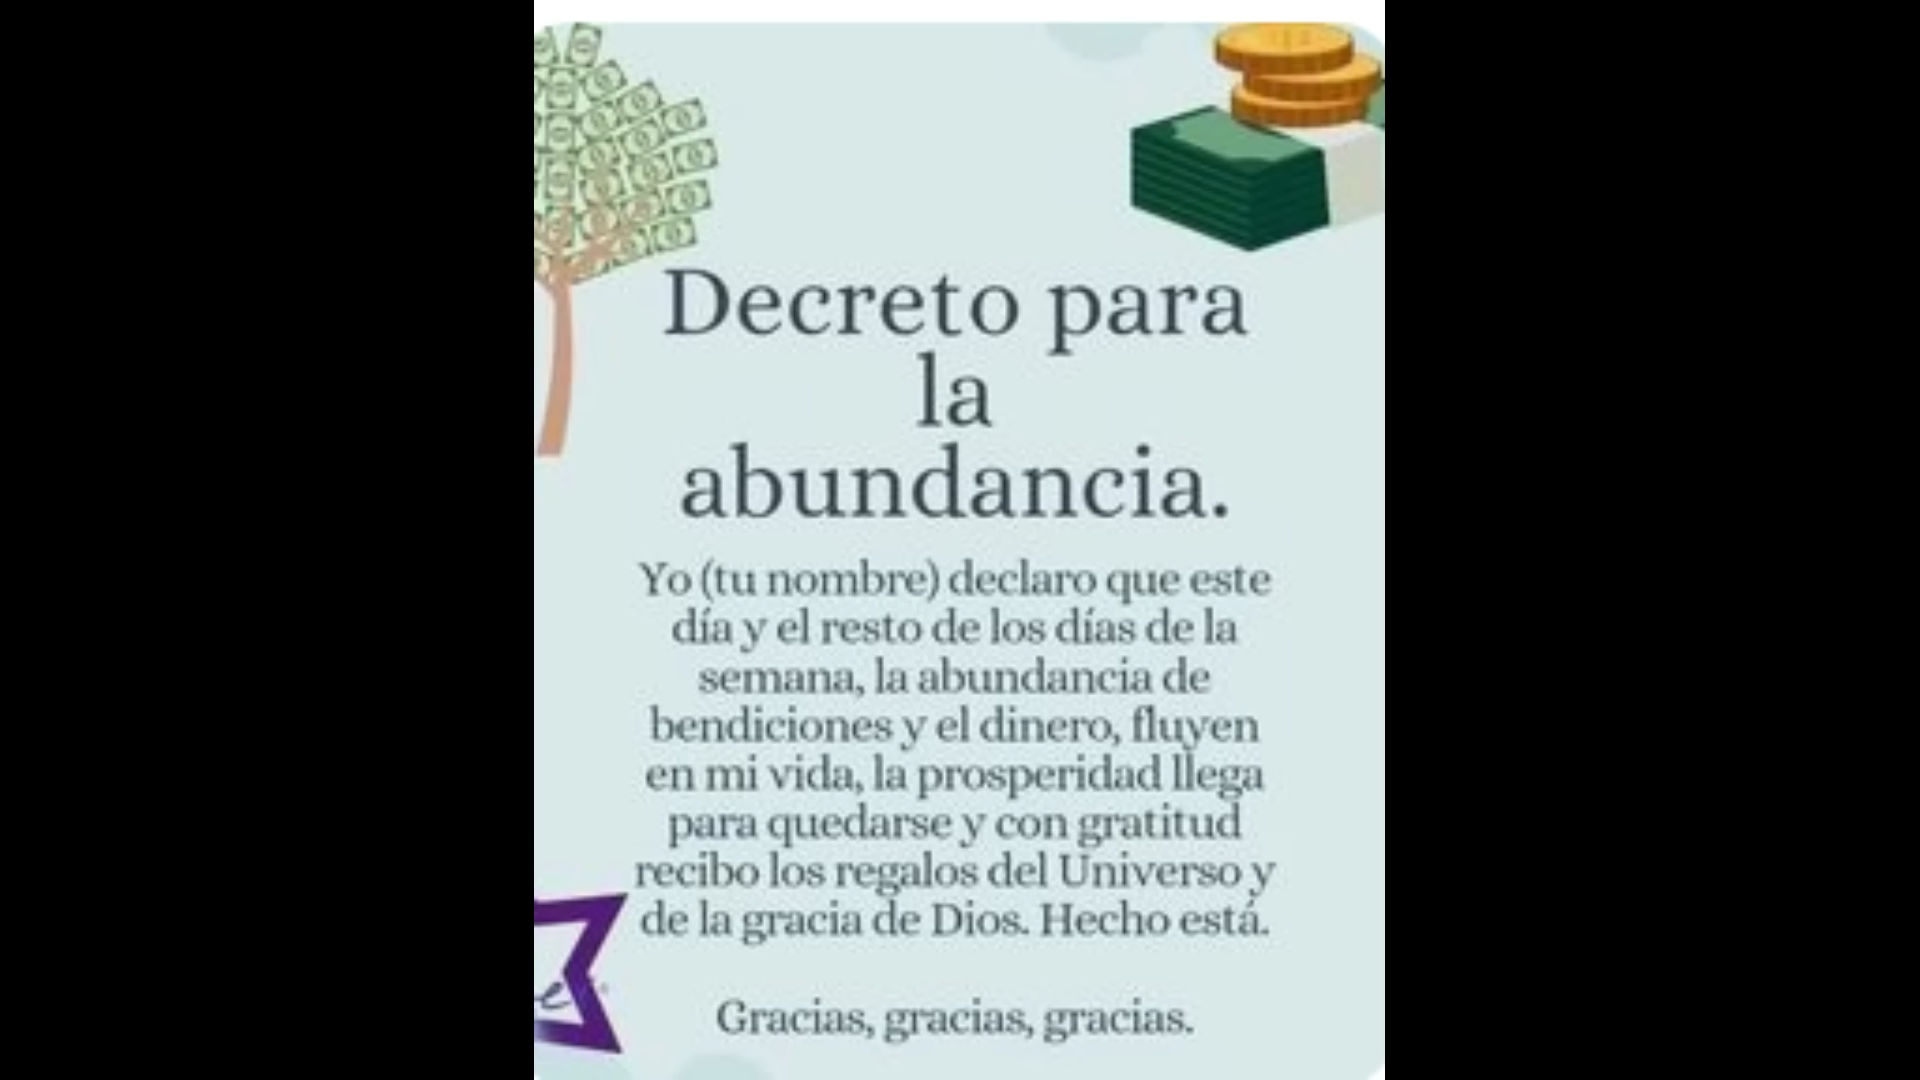 Decreto para
la
abundancia.
Yo (tu nombre) declaro que este
día y el resto de los días de la
semana, la abundancia de
bendiciones y el dinero, fluyen
en mi vida, la prosperidad llega
para quedarse y con gratitud
recibo los regalos del Universo y
de la gracia de Dios. Hecho está.
Gracias, gracias, gracias.